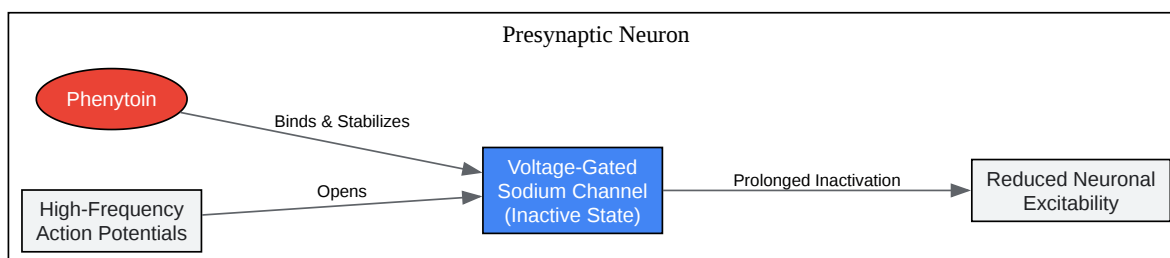 Presynaptic Neuron
Phenytoin
Binds & Stabilizes
High-Frequency
Action Potentials
Opens
Voltage-Gated
Sodium Channel
(Inactive State)
Prolonged Inactivation
Reduced Neuronal
Excitability